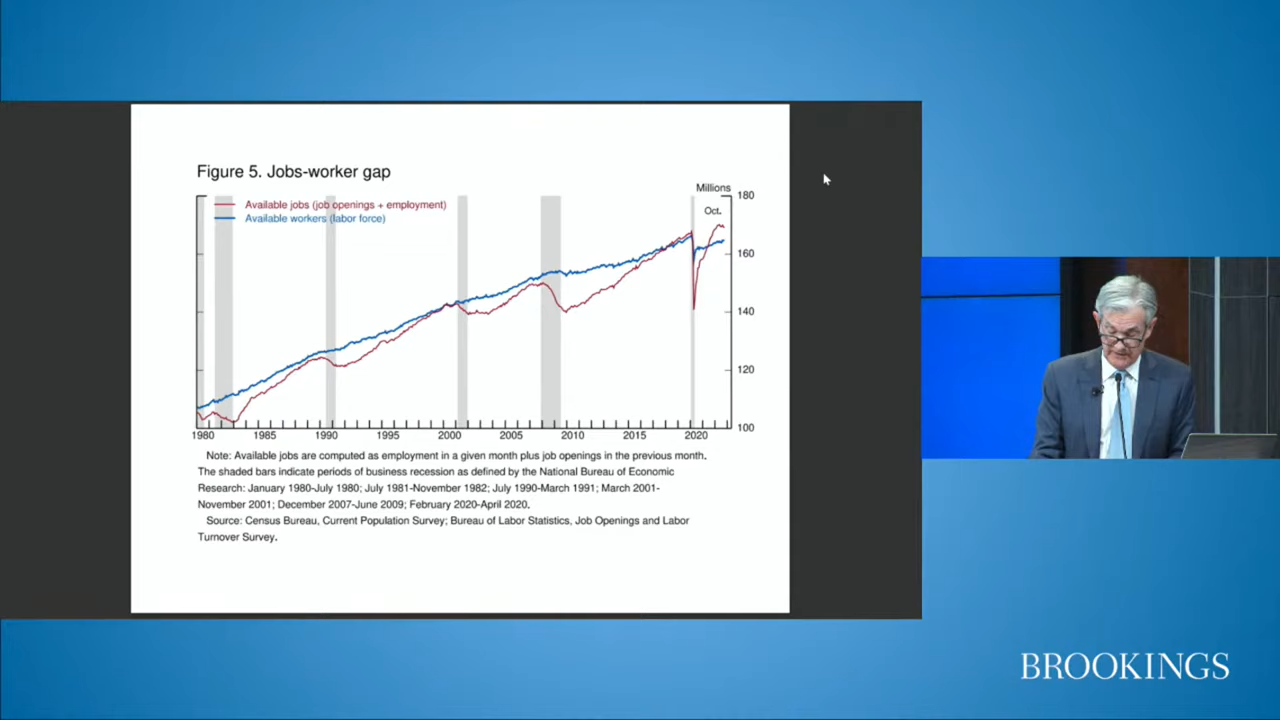 Figure 5. Jobs-worker gap
Millions
180
Available jobs (job openings + employment)
Oct.
Available workers (labor force)
160
140
120
100
1980 1985 1990 1995 2000 2005 2010 2015 2020
Note: Available jobs are computed as employment in a given month plus job openings in the previous month.
The shaded bars indicate periods of business recession as defined by the National Bureau of Economic
Research: January 1980-July 1980; July 1981-November 1982; July 1990-March 1991; March 2001-
November 2001; December 2007-June 2009; February 2020-April 2020.
Source: Census Bureau, Current Population Survey; Bureau of Labor Statistics, Job Openings and Labor
Turnover Survey.
BROOKINGS